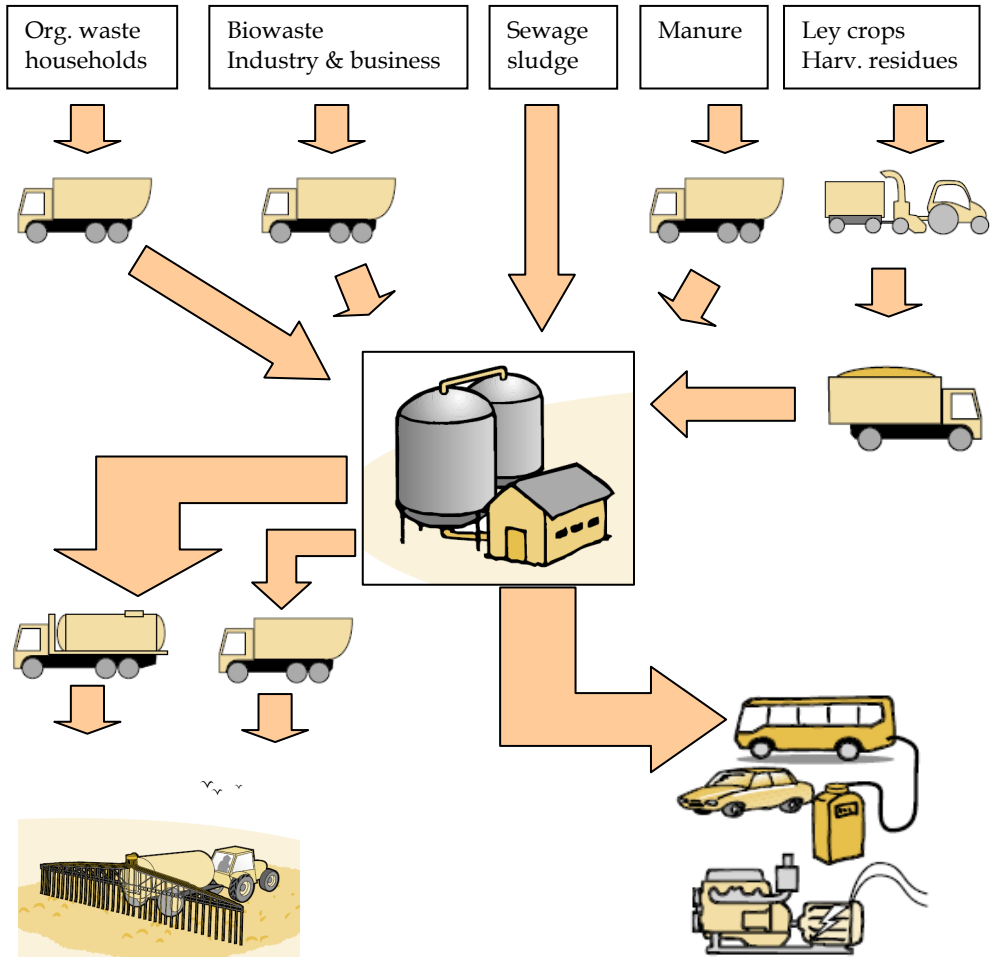 Org. waste
households
Biowaste
Industry & business
Sewage
sludge
Manure
Ley crops
Harv. residues